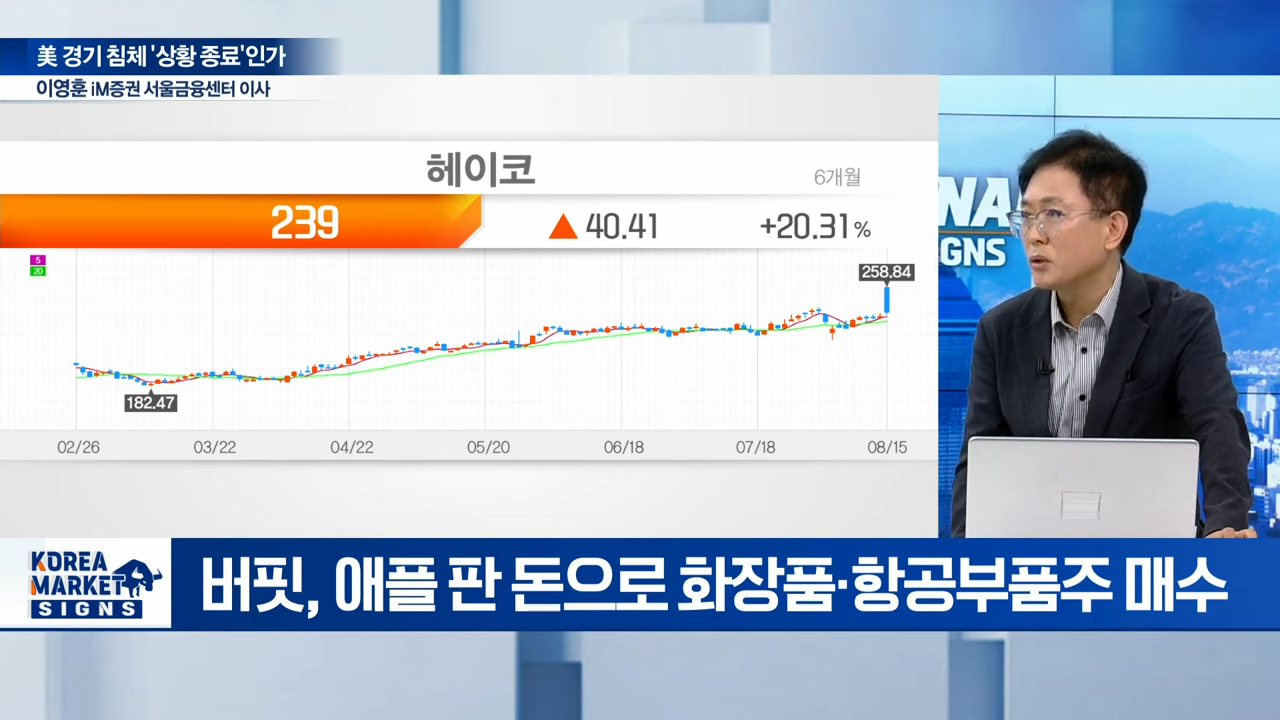 美 경기 침체 '상황 종료'인가
이영훈 iM증권 서울금융센터 이사
헤이코
6개월
239
▲ 40.41
+20.31%
5
20
258.84
182.47
02/26
03/22
04/22
05/20
06/18
07/18
08/15
NA
GNS
KOREA
MARKET
SIGNS
버핏, 애플 판 돈으로 화장품·항공부품주 매수